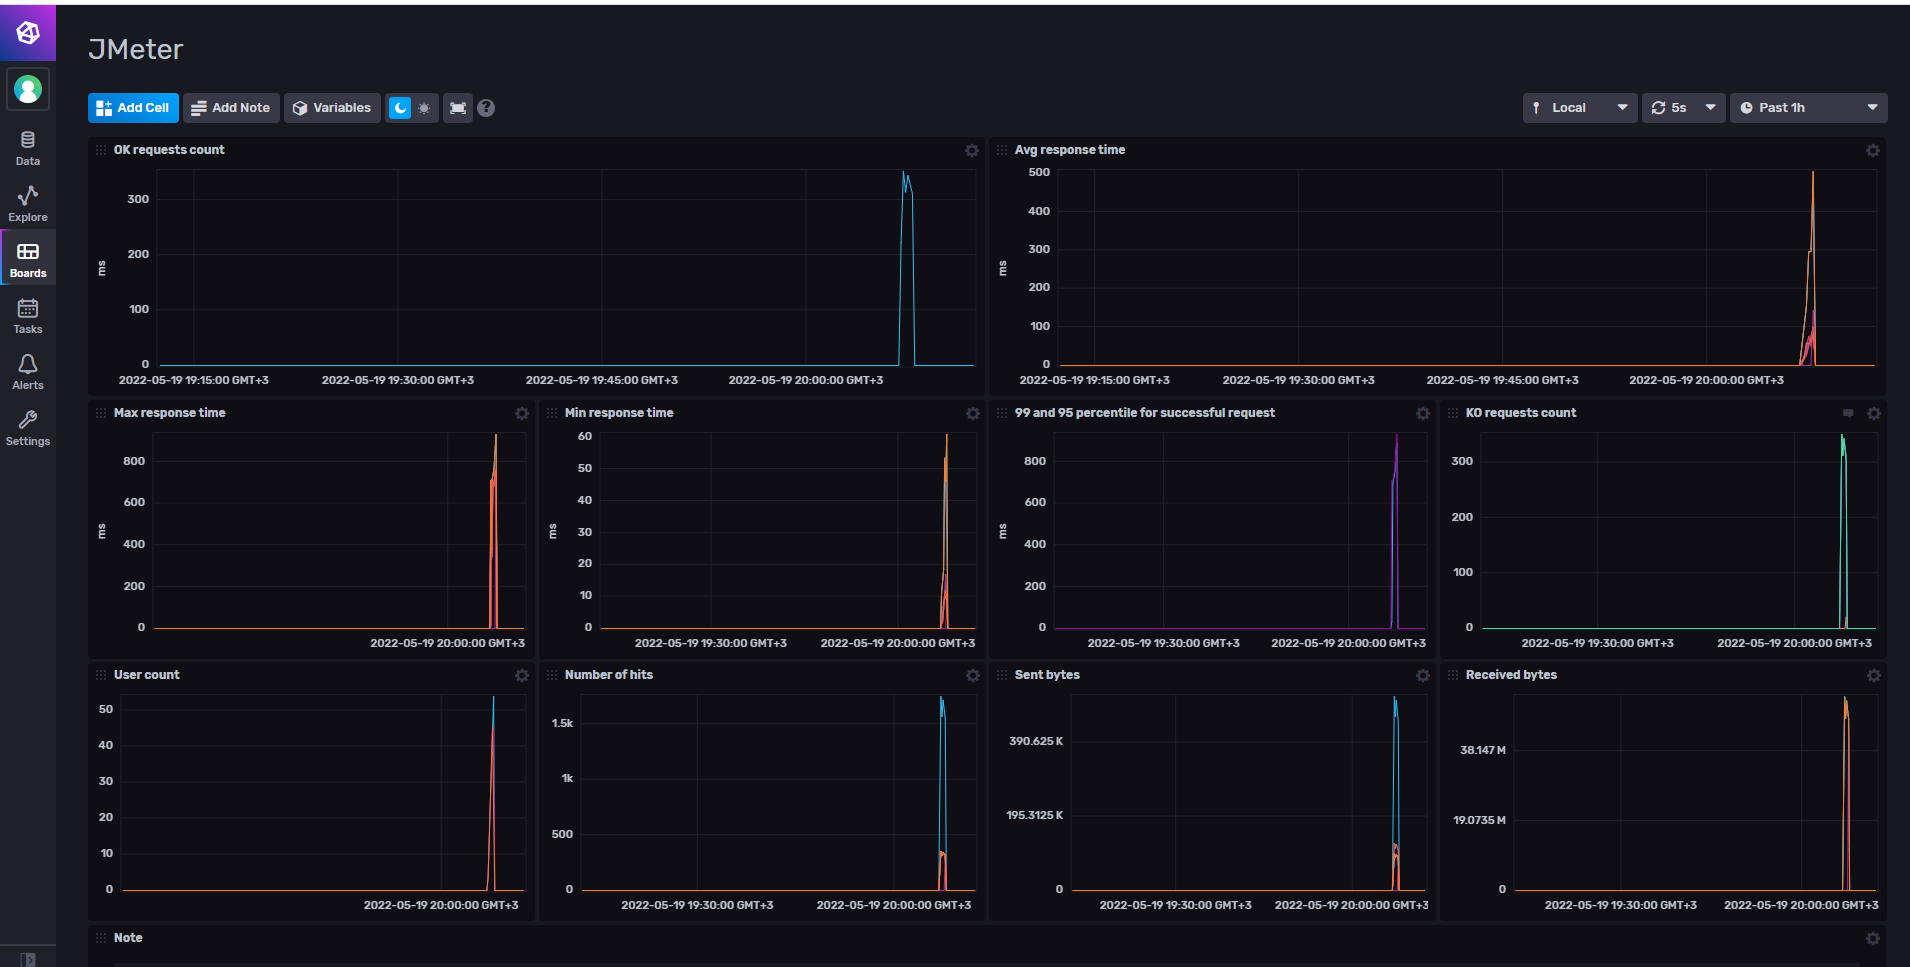 JMeter
Add Cell
Add Note
Variables
?
Local
5s
Past 1h
Data
Explore
Boards
Tasks
Alerts
Settings
OK requests count
300
200
100
0
ms
2022-05-19 19:15:00 GMT+3
2022-05-19 19:30:00 GMT+3
2022-05-19 19:45:00 GMT+3
2022-05-19 20:00:00 GMT+3
Avg response time
500
400
300
200
100
0
ms
2022-05-19 19:15:00 GMT+3
2022-05-19 19:30:00 GMT+3
2022-05-19 19:45:00 GMT+3
2022-05-19 20:00:00 GMT+3
Max response time
800
600
400
200
0
ms
2022-05-19 20:00:00 GMT+3
Min response time
60
50
40
30
20
10
0
ms
2022-05-19 19:30:00 GMT+3
2022-05-19 20:00:00 GMT+3
99 and 95 percentile for successful request
800
600
400
200
0
ms
2022-05-19 19:30:00 GMT+3
2022-05-19 20:00:00 GMT+3
KO requests count
300
200
100
0
2022-05-19 19:30:00 GMT+3
2022-05-19 20:00:00 GMT+3
User count
50
40
30
20
10
0
2022-05-19 20:00:00 GMT+3
Number of hits
1.5k
1k
500
0
2022-05-19 19:30:00 GMT+3
2022-05-19 20:00:00 GMT+3
Sent bytes
390.625 K
195.3125 K
0
2022-05-19 19:30:00 GMT+3
2022-05-19 20:00:00 GMT+3
Received bytes
38.147 M
19.0735 M
0
2022-05-19 19:30:00 GMT+3
2022-05-19 20:00:00 GMT+3
Note